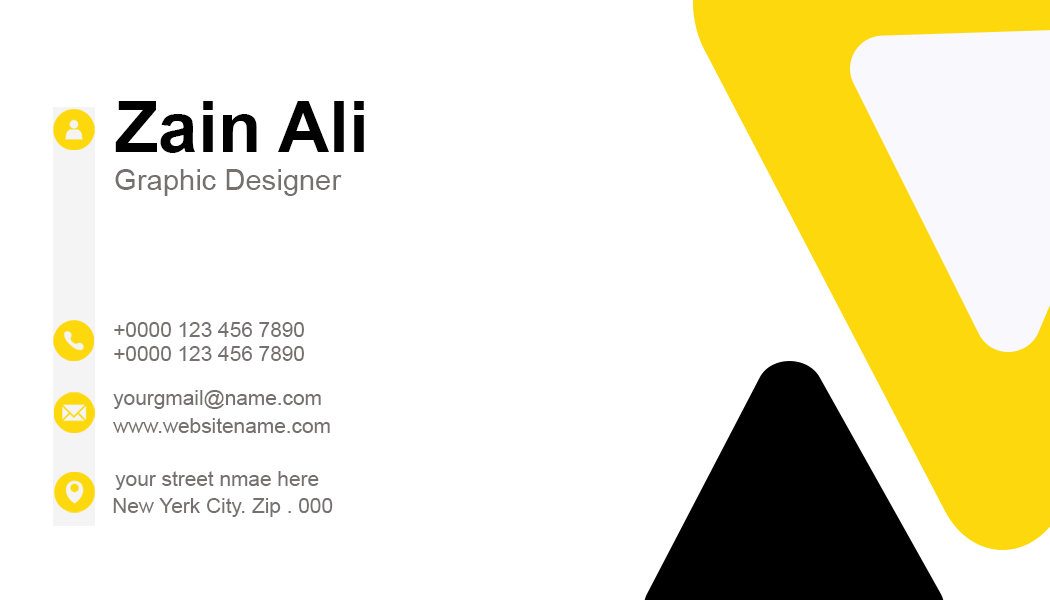 Zain Ali
Graphic Designer
+0000 123 456 7890
+0000 123 456 7890
yourgmail@name.com
www.websitename.com
your street nmae here
New Yerk City. Zip . 000